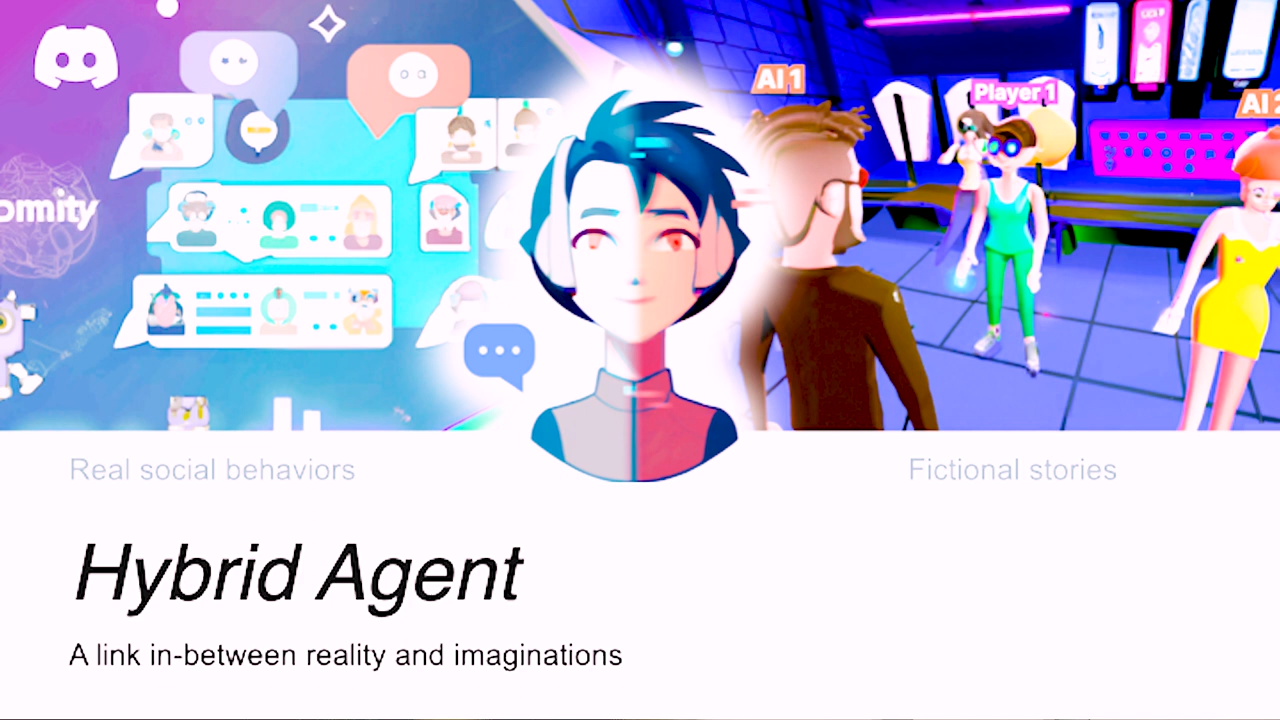 AI 1
Player 1
AI
omity
Real social behaviors
Fictional stories
Hybrid Agent
A link in-between reality and imaginations